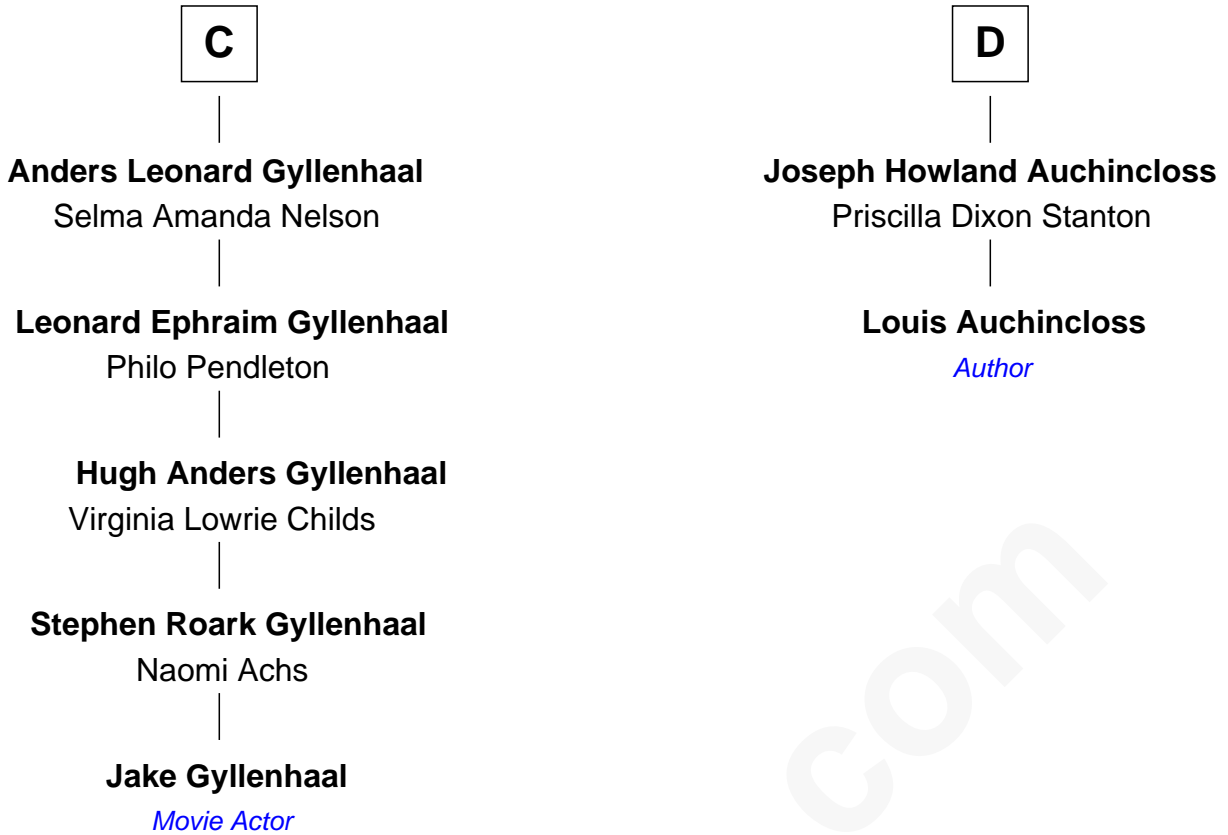 C
Anders Leonard Gyllenhaal
Selma Amanda Nelson
Leonard Ephraim Gyllenhaal
Philo Pendleton
Hugh Anders Gyllenhaal
Virginia Lowrie Childs
Stephen Roark Gyllenhaal
Naomi Achs
Jake Gyllenhaal
Movie Actor
D
Joseph Howland Auchincloss
Priscilla Dixon Stanton
Louis Auchincloss
Author
com